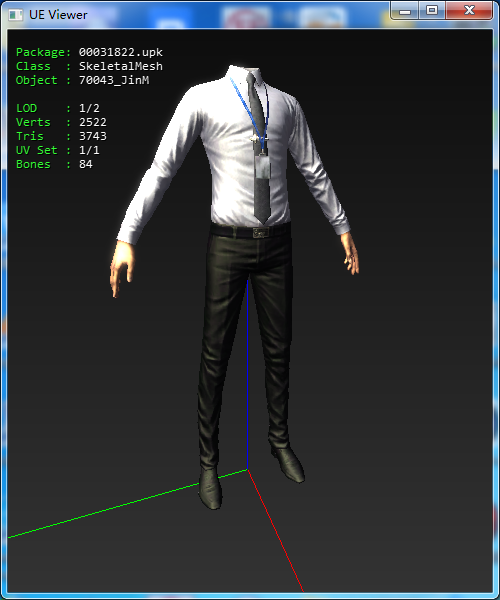 UE Viewer
Package: 00031822.upk
Class : SkeletalMesh
Object : 70043_JinM
LOD : 1/2
Verts : 2522
Tris : 3743
UV Set : 1/1
Bones : 84